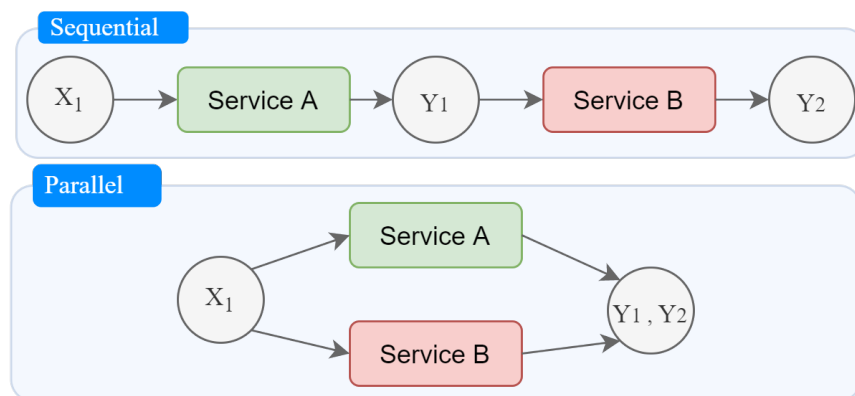 Sequential
X1 Service A Y1 Service B Y2
Parallel
Service A
X1 Y1 , Y2
Service B